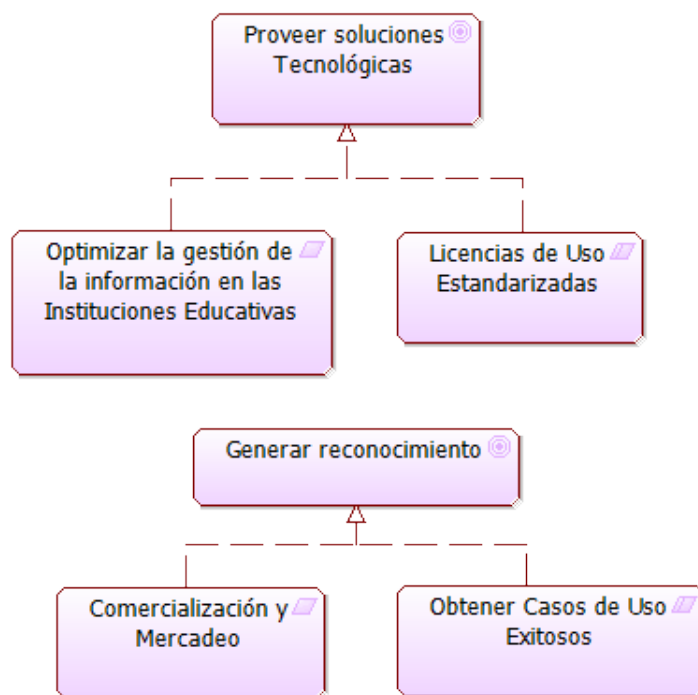 Proveer soluciones
Tecnológicas
Optimizar la gestión de
la información en las
Instituciones Educativas
Licencias de Uso
Estandarizadas
Generar reconocimiento
Comercialización y
Mercadeo
Obtener Casos de Uso
Exitosos